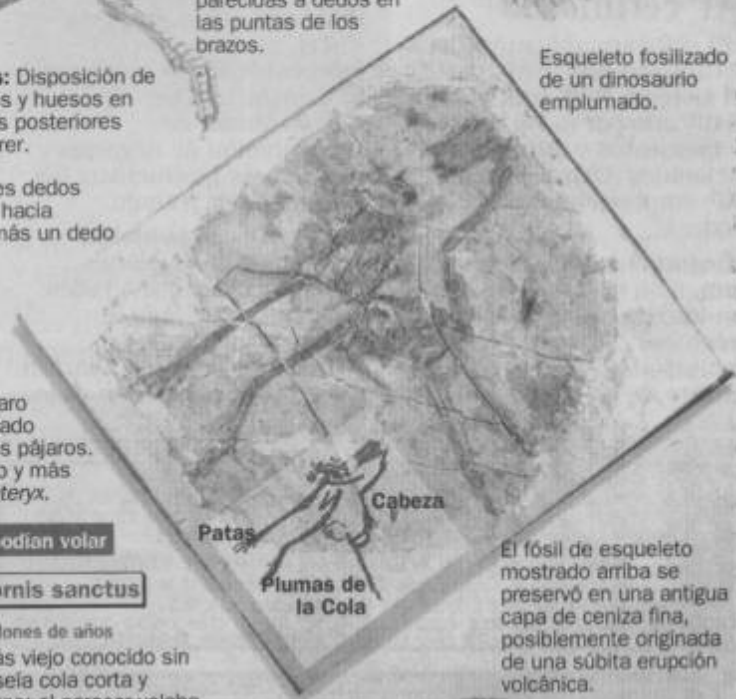 parecidas a dedos en
las puntas de los
brazos.
Disposición de
s y huesos en
s posteriores
rer.
es dedos
hacia
más un dedo
aro
ado
s pájaros.
o y más
teryx.
odían volar
ornis sanctus
lones de años
ás viejo conocido sin
seía cola corta y
Esqueleto fosilizado
de un dinosaurio
emplumado.
Patas
Cabeza
Plumas de
la Cola
El fósil de esqueleto
mostrado arriba se
preservó en una antigua
capa de ceniza fina,
posiblemente originada
de una súbita erupción
volcánica.